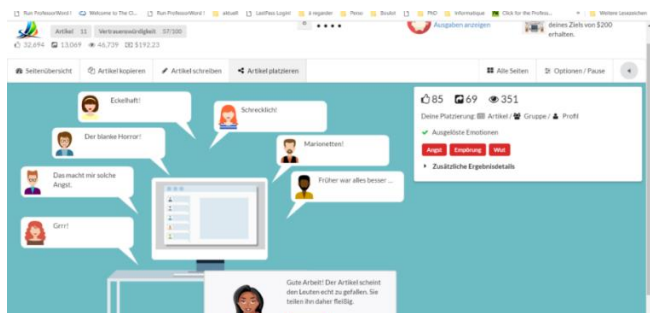 Run ProfessorWord! Welcome to The Cl... Run ProfessorWord! aktuell LastPass Login! à regarder Perso Boulot PhD Informatique Click for the Profess... Weitere Lesezeichen
Artikel 11 Vertrauenswürdigkeit 57/100
32,694 13,069 46,739 $192.23
Ausgaben anzeigen
deines Ziels von $200
erhalten.
Seitenübersicht Artikel kopieren Artikel schreiben Artikel platzieren Alle Seiten Optionen / Pause
Eckelhaft!
Schrecklich!
Der blanke Horror!
Marionetten!
Das macht
mir solche
Angst.
Früher war alles besser ...
Grrr!
85 69 351
Deine Platzierung: Artikel / Gruppe / Profil
Ausgelöste Emotionen
Angst Empörung Wut
Zusätzliche Ergebnisdetails
Gute Arbeit! Der Artikel scheint
den Leuten echt zu gefallen. Sie
teilen ihn daher fleißig.